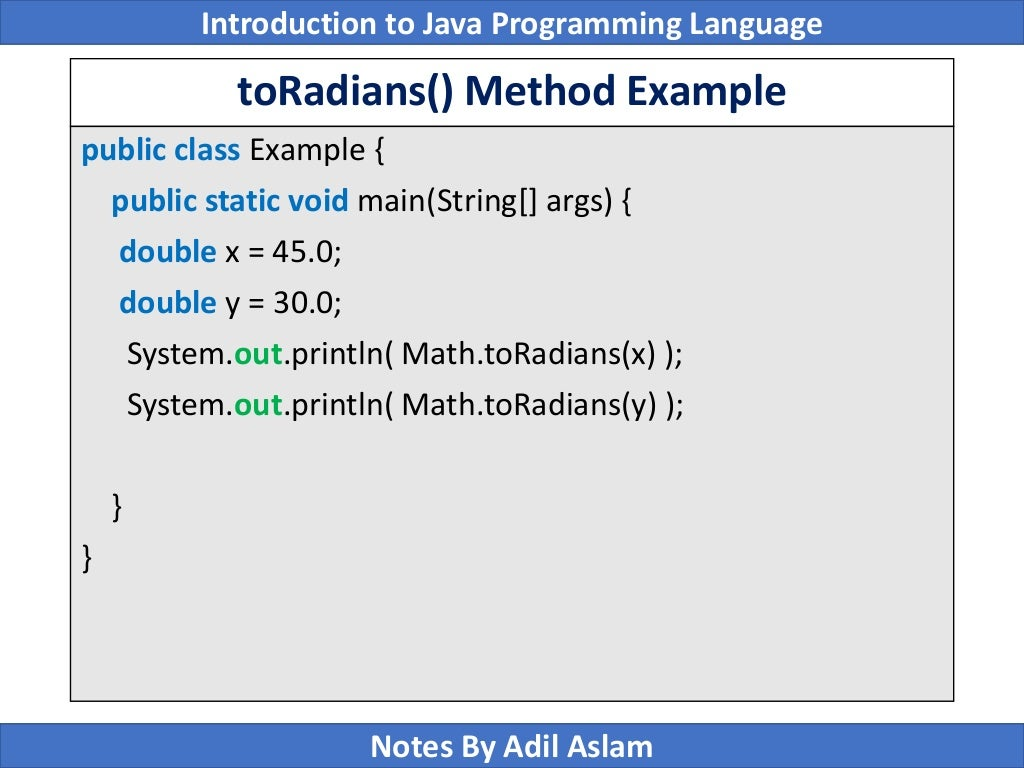 Introduction to Java Programming Language
toRadians() Method Example
public class Example {
public static void main(String[] args) {
double x = 45.0;
double y = 30.0;
System.out.println( Math.toRadians(x) );
System.out.println( Math.toRadians(y) );
}
}
Notes By Adil Aslam